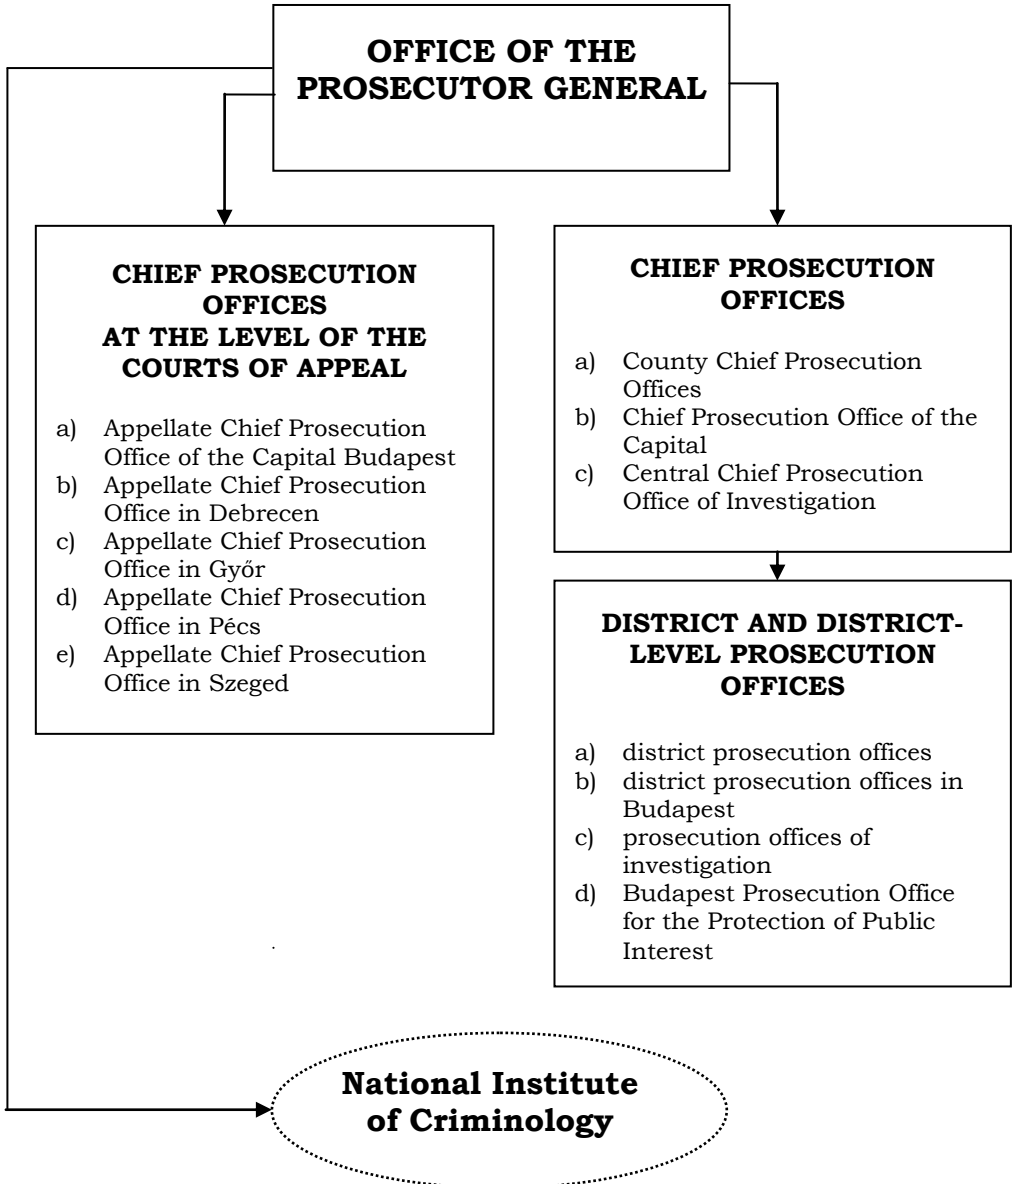 OFFICE OF THE
PROSECUTOR GENERAL
CHIEF PROSECUTION
OFFICES
AT THE LEVEL OF THE
COURTS OF APPEAL
a) Appellate Chief Prosecution
Office of the Capital Budapest
b) Appellate Chief Prosecution
Office in Debrecen
c) Appellate Chief Prosecution
Office in Győr
d) Appellate Chief Prosecution
Office in Pécs
e) Appellate Chief Prosecution
Office in Szeged
CHIEF PROSECUTION
OFFICES
a) County Chief Prosecution
Offices
b) Chief Prosecution Office of the
Capital
c) Central Chief Prosecution
Office of Investigation
DISTRICT AND DISTRICT-
LEVEL PROSECUTION
OFFICES
a) district prosecution offices
b) district prosecution offices in
Budapest
c) prosecution offices of
investigation
d) Budapest Prosecution Office
for the Protection of Public
Interest
National Institute
of Criminology